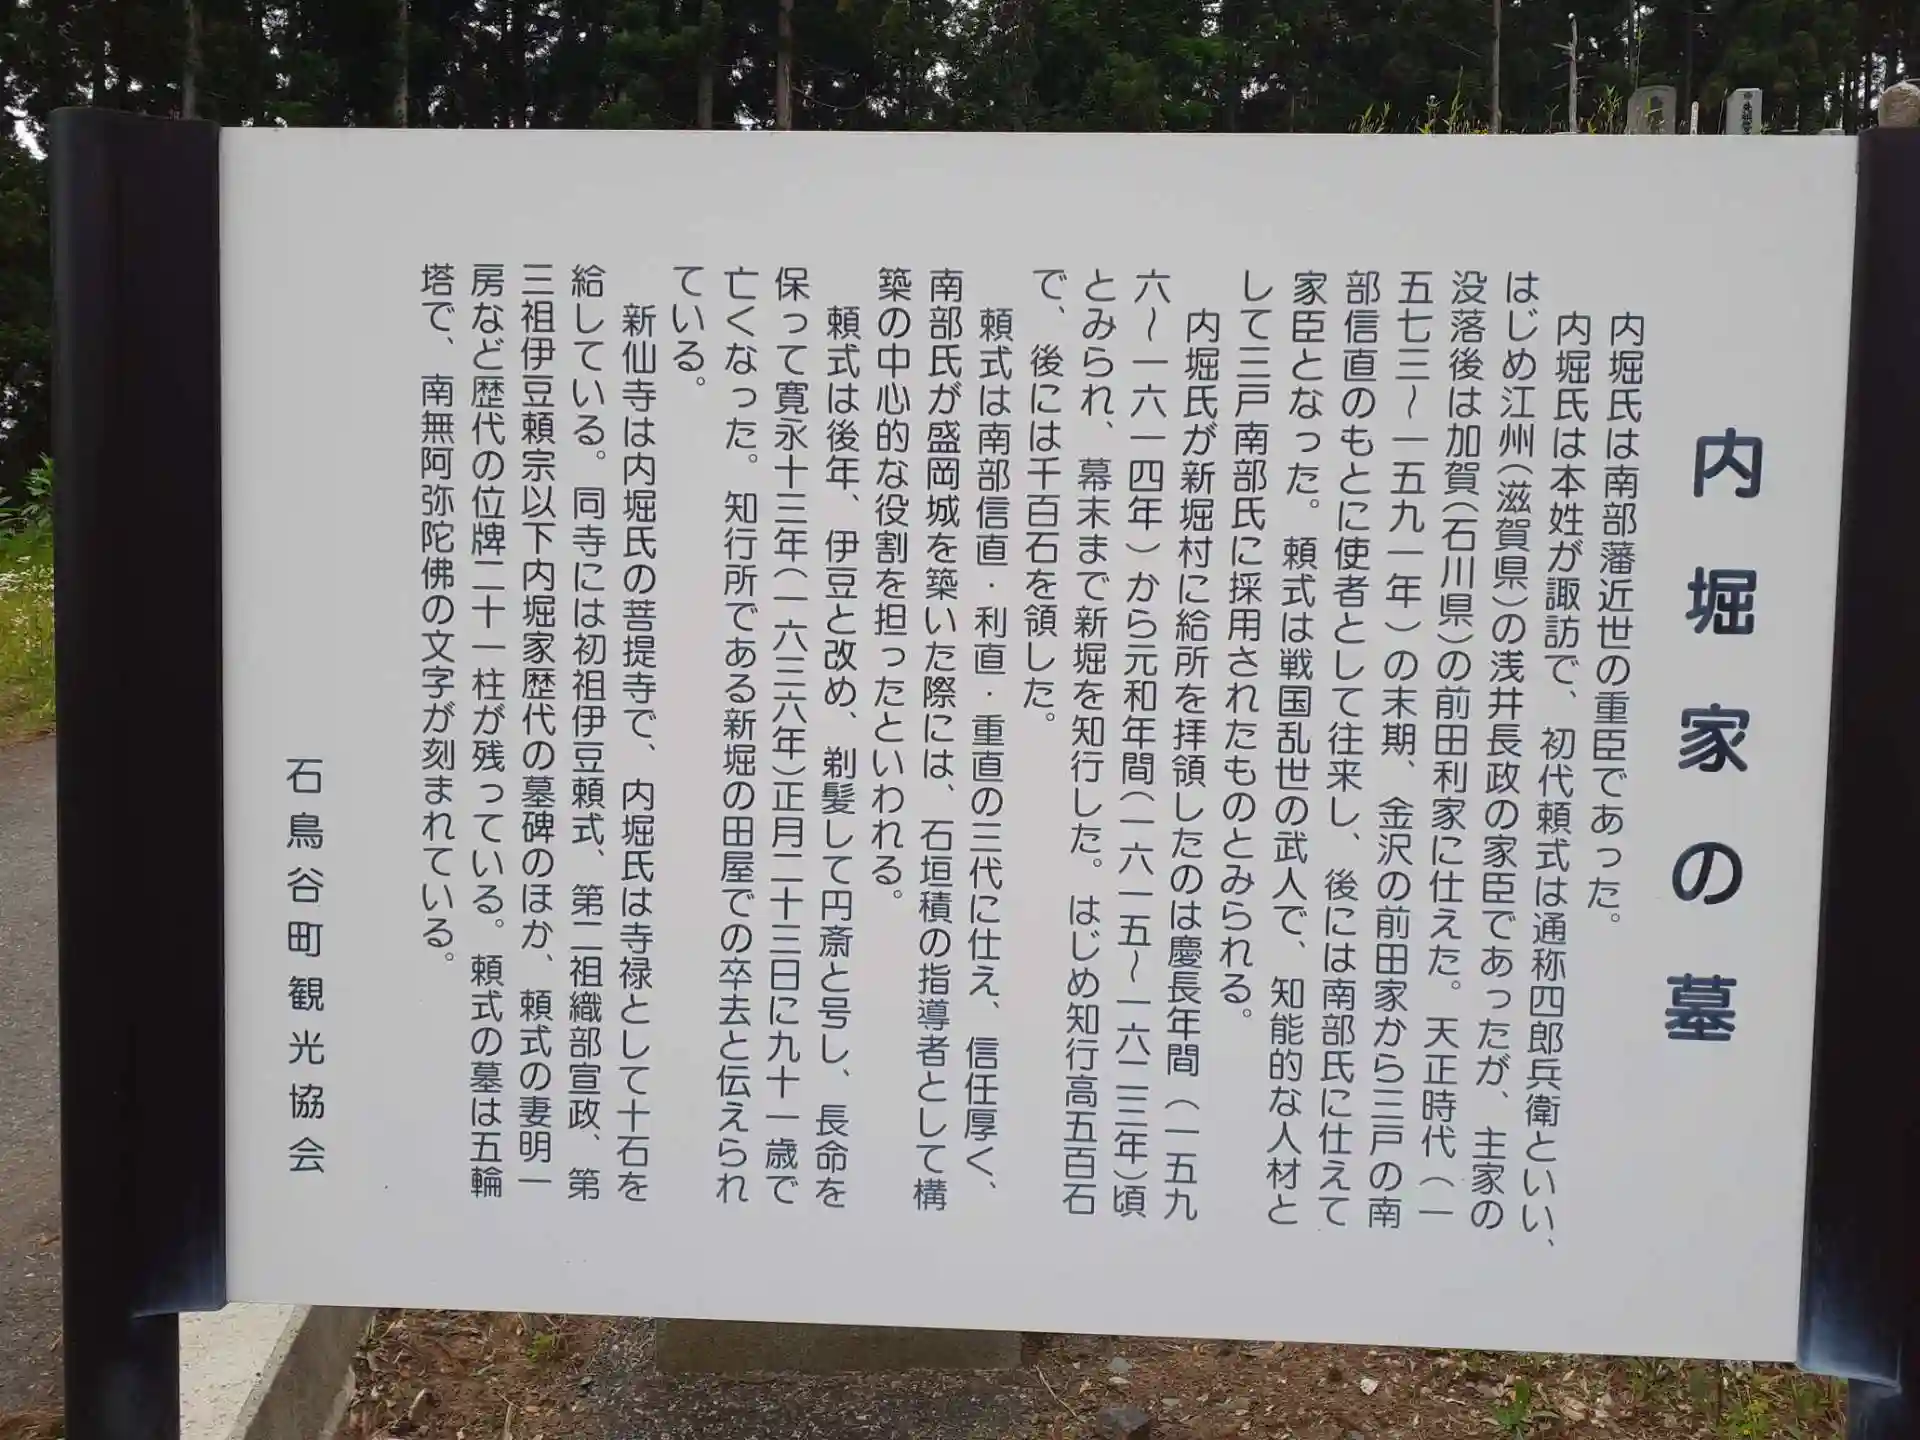 内堀家の墓
内堀氏は南部藩近世の重臣であった。
内堀氏は本姓が諏訪で、初代頼式は通称四郎兵衛といい、
はじめ江州(滋賀県)の浅井長政の家臣であったが、主家の
没落後は加賀(石川県)の前田利家に仕えた。天正時代(一
五七三～一五九一年)の末期、金沢の前田家から三戸の南
部信直のもとに使者として往来し、後には南部氏に仕えて
家臣となった。頼式は戦国乱世の武人で、知能的な人材と
して三戸南部氏に採用されたものとみられる。
内堀氏が新堀村に給所を拝領したのは慶長年間(一五九
六～一六一四年)から元和年間(一六一五～一六二三年)頃
とみられ、幕末まで新堀を知行した。はじめ知行高五百石
で、後には千百石を領した。
頼式は南部信直・利直・重直の三代に仕え、信任厚く、
南部氏が盛岡城を築いた際には、石垣積の指導者として構
築の中心的な役割を担ったといわれる。
頼式は後年、伊豆と改め、剃髪して円斎と号し、長命を
保って寛永十三年(一六三六年)正月二十三日に九十一歳で
亡くなった。知行所である新堀の田屋での卒去と伝えられ
ている。
新仙寺は内堀氏の菩提寺で、内堀氏は寺禄として十石を
給している。同寺には初祖伊豆頼式、第二祖織部宣政、第
三祖伊豆頼宗以下内堀家歴代の墓碑のほか、頼式の妻明一
房など歴代の位牌二十一柱が残っている。頼式の墓は五輪
塔で、南無阿弥陀佛の文字が刻まれている。
石鳥谷町観光協会